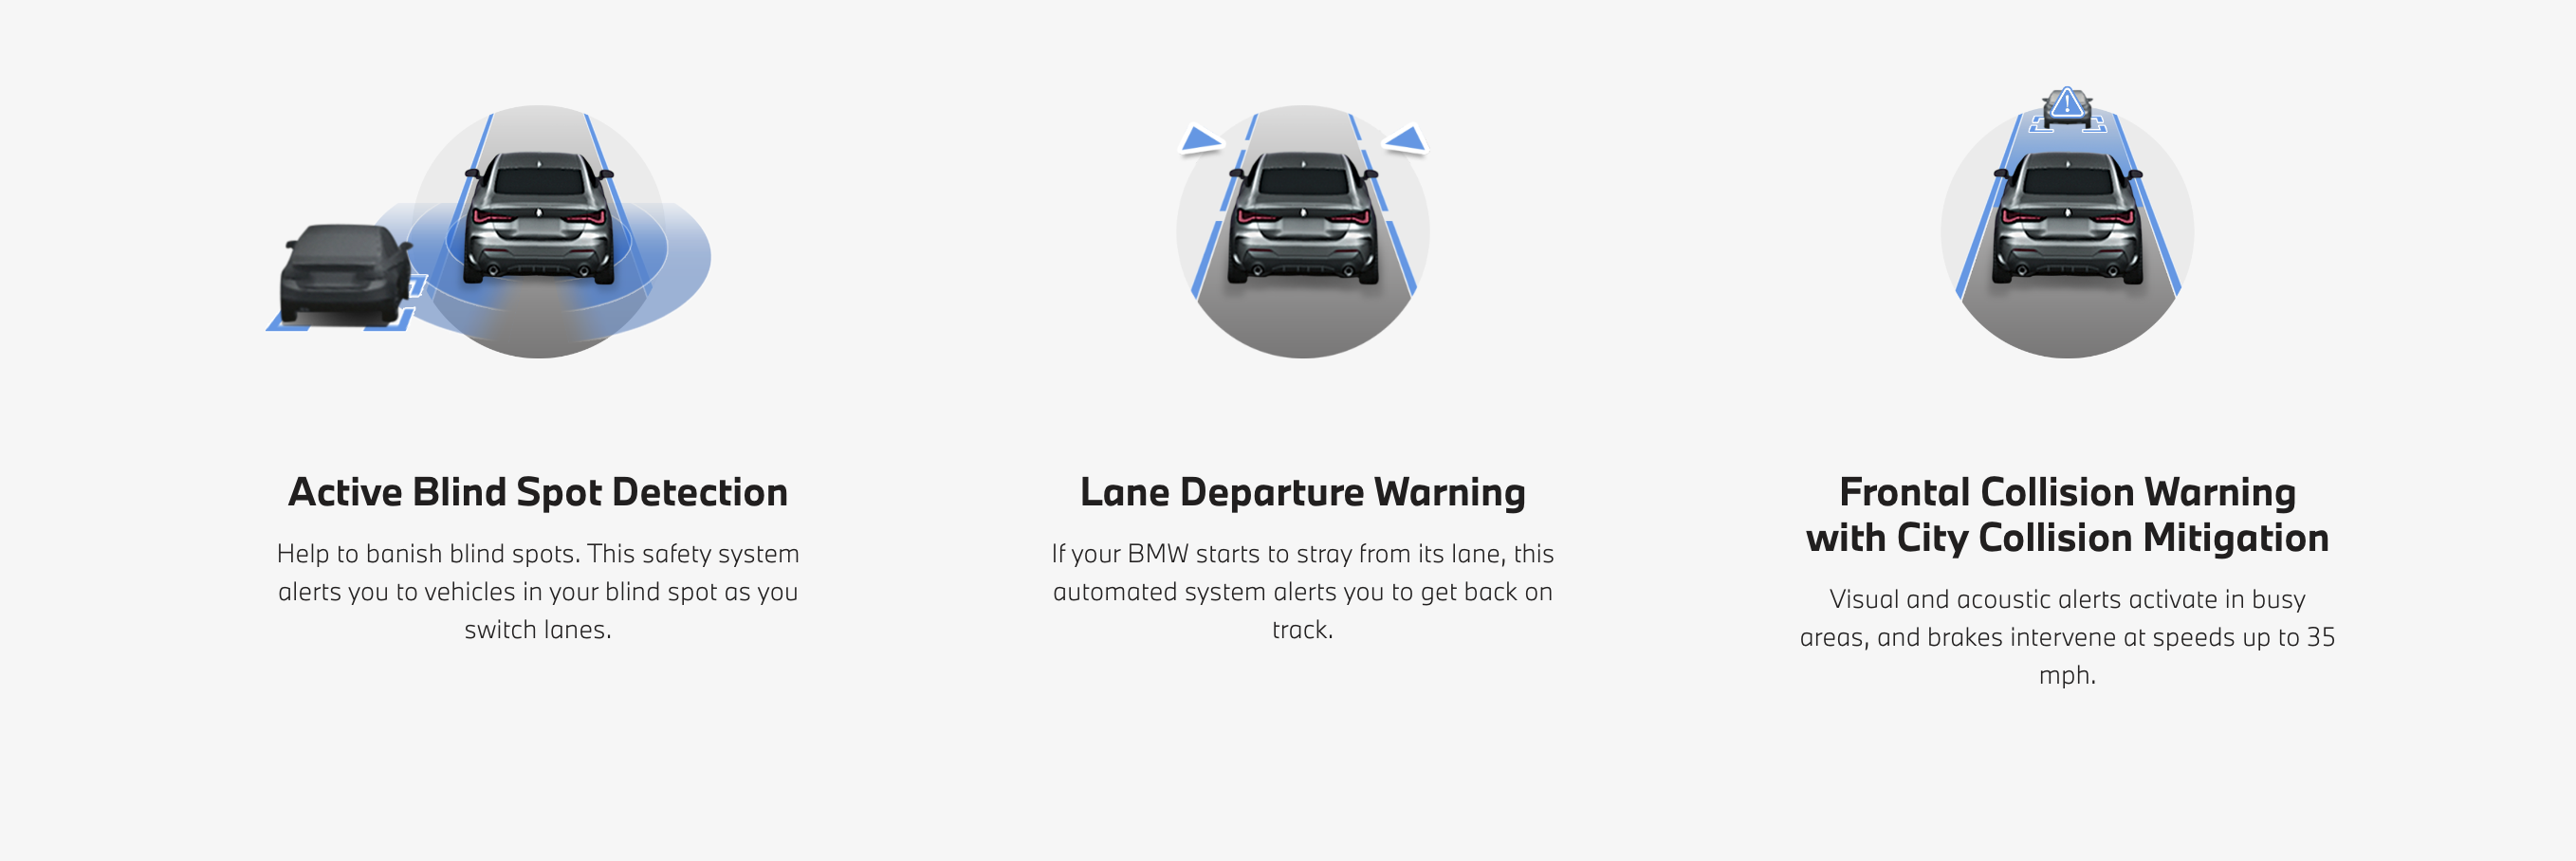 Active Blind Spot Detection
Help to banish blind spots. This safety system
alerts you to vehicles in your blind spot as you
switch lanes.
Lane Departure Warning
If your BMW starts to stray from its lane, this
automated system alerts you to get back on
track.
Frontal Collision Warning
with City Collision Mitigation
Visual and acoustic alerts activate in busy
areas, and brakes intervene at speeds up to 35
mph.